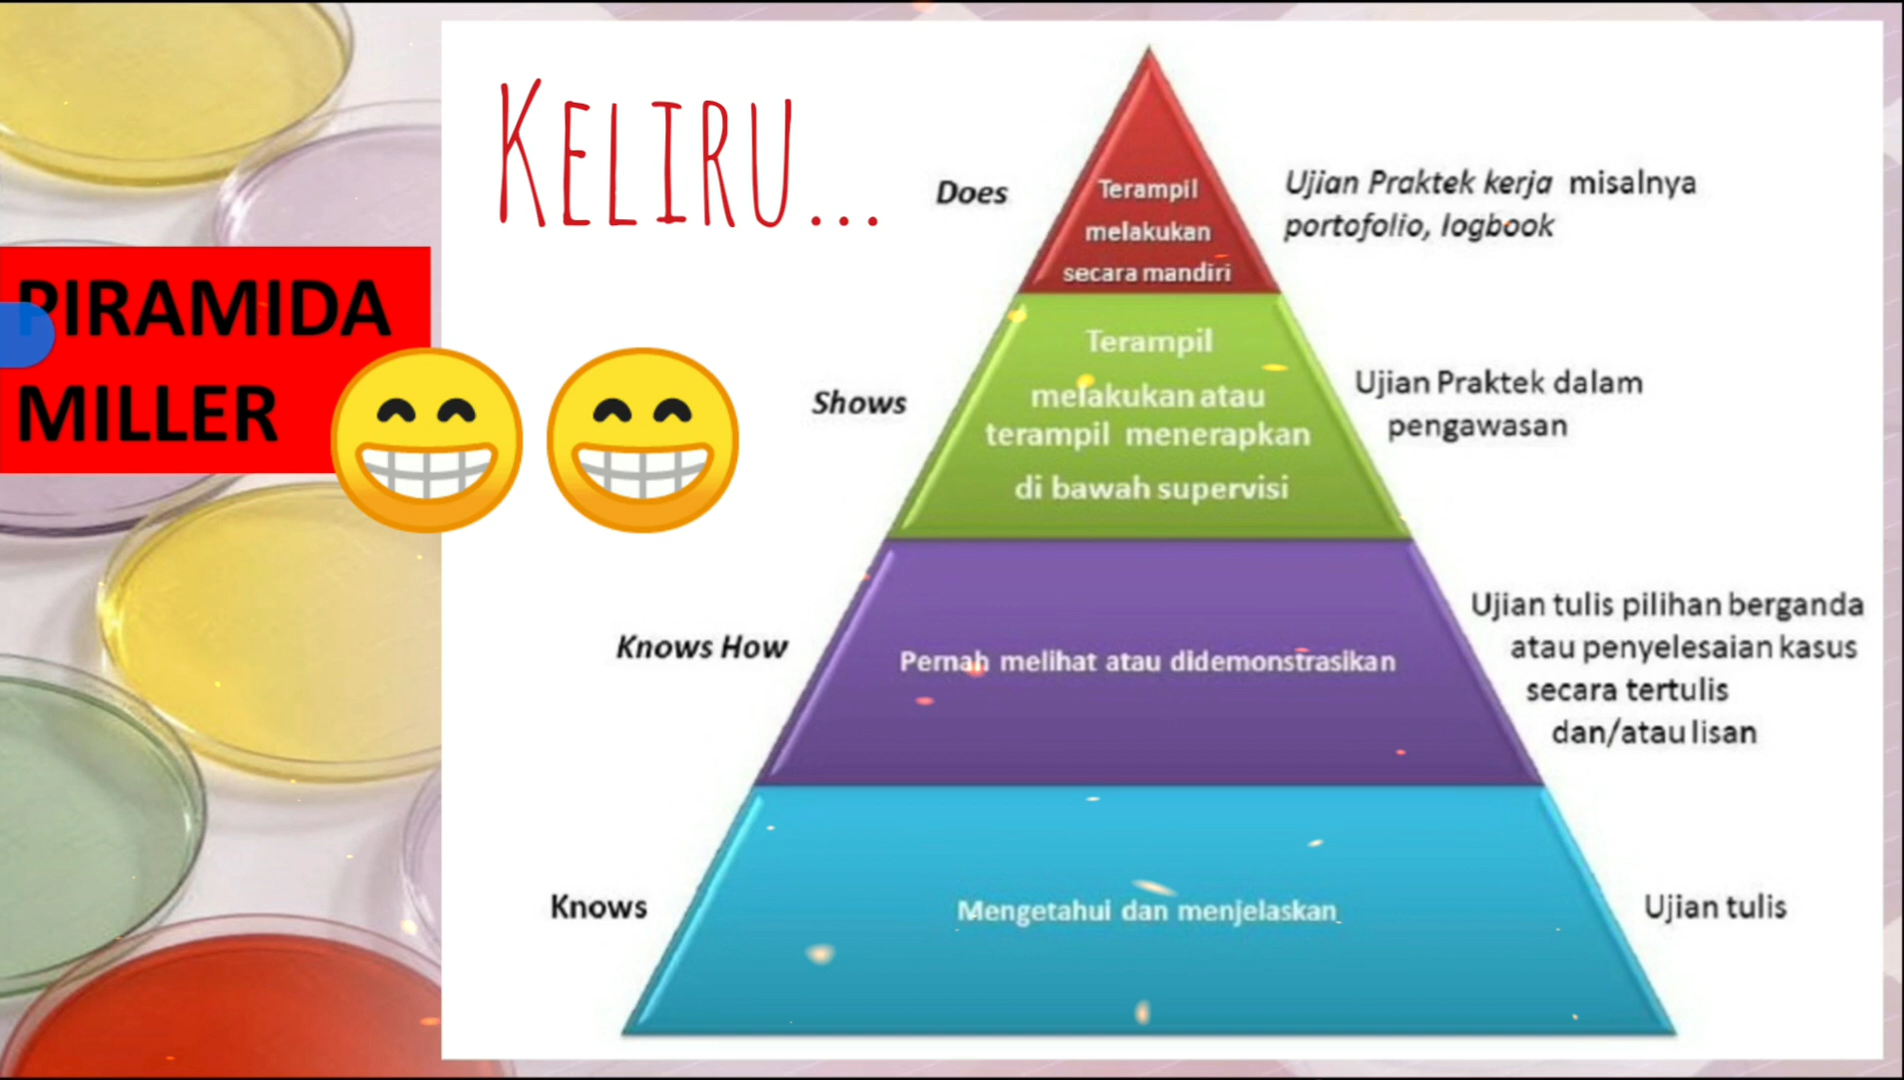 KELIRU...
PIRAMIDA
MILLER
Does
Terampil
melakukan
secara mandiri
Ujian Praktek kerja misalnya
portofolio, logbook
Shows
Terampil
melakukan atau
terampil menerapkan
di bawah supervisi
Ujian Praktek dalam
pengawasan
Knows How
Pernah melihat atau didemonstrasikan
Ujian tulis pilihan berganda
atau penyelesaian kasus
secara tertulis
dan/atau lisan
Knows
Mengetahui dan menjelaskan
Ujian tulis